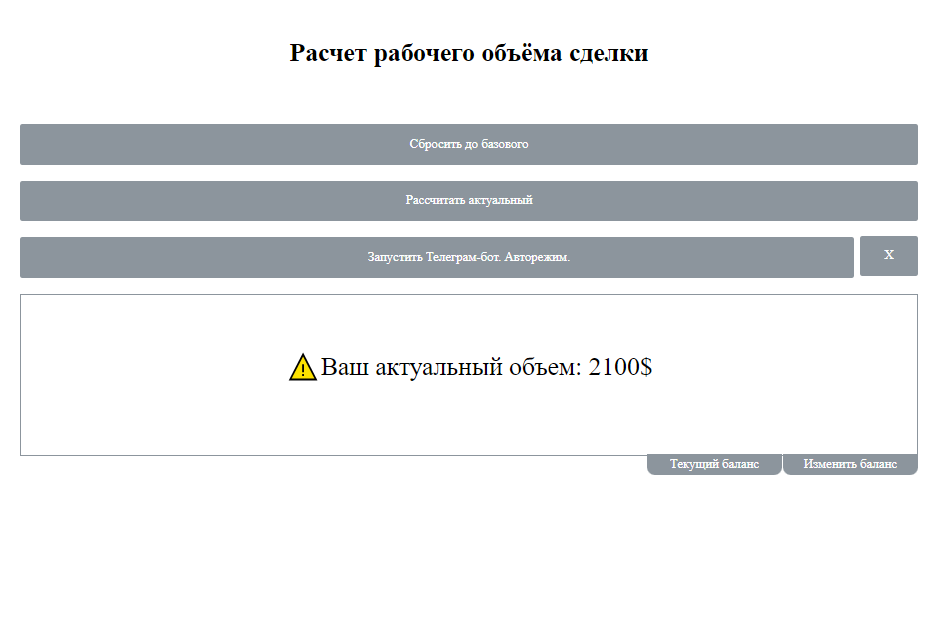 Расчет рабочего объёма сделки
Сбросить до базового
Рассчитать актуальный
Запустить Телеграм-бот. Авторежим.
X
⚠Ваш актуальный объем: 2100$
Текущий баланс
Изменить баланс